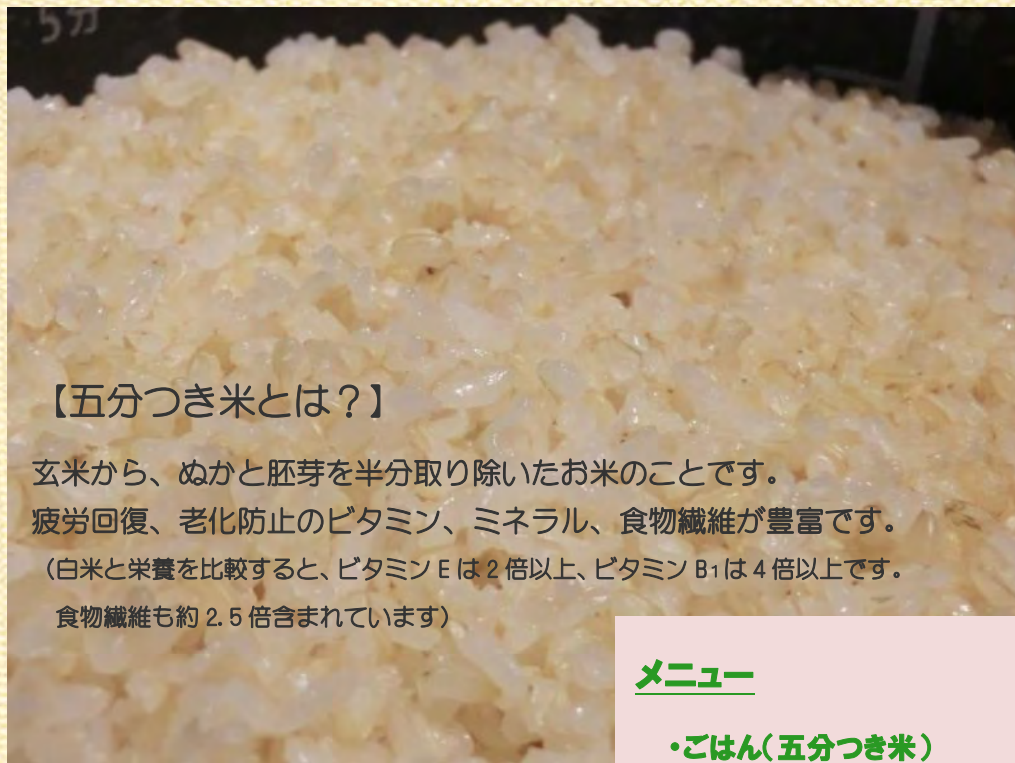 5分
【五分つき米とは？】
玄米から、ぬかと胚芽を半分取り除いたお米のことです。
疲労回復、老化防止のビタミン、ミネラル、食物繊維が豊富です。
（白米と栄養を比較すると、ビタミンEは2倍以上、ビタミンB₁は4倍以上です。
食物繊維も約2.5倍含まれています）
メニュー
・ごはん（五分つき米）